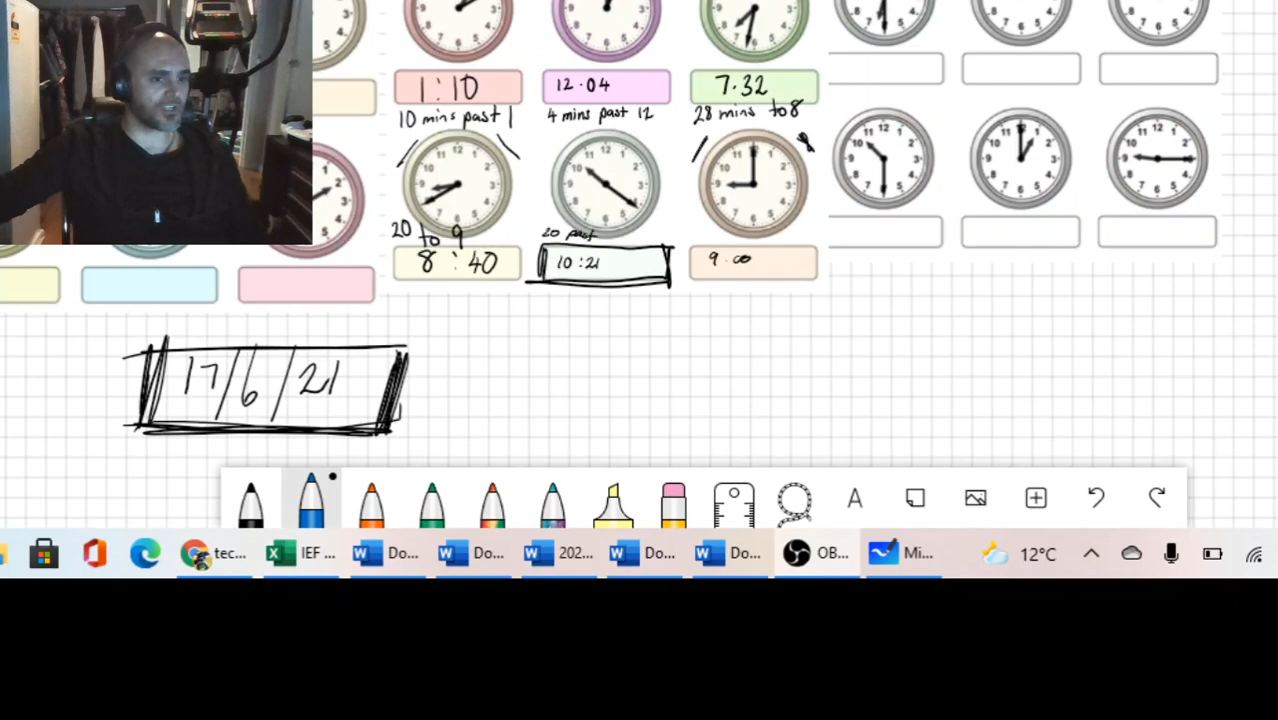 1:10
12.04
7.32
10 mins past 1
4 mins past 12
28 mins to 8
20 to 9
20 past
8:40
10:21
9.00
17/6/21
A
tec...
IEF ...
Do...
Do...
202...
Do...
Do...
OB...
Mi...
12°C